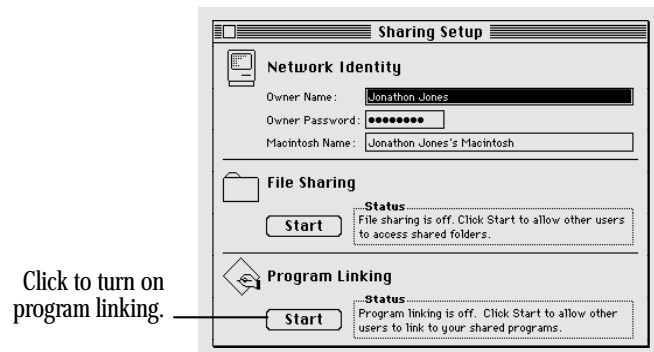 Sharing Setup
Network Identity
Owner Name: Jonathon Jones
Owner Password: ●●●●●●●●
Macintosh Name: Jonathon Jones's Macintosh
File Sharing
Start
Status
File sharing is off. Click Start to allow other users
to access shared folders.
Program Linking
Click to turn on
program linking.
Start
Status
Program linking is off. Click Start to allow other
users to link to your shared programs.